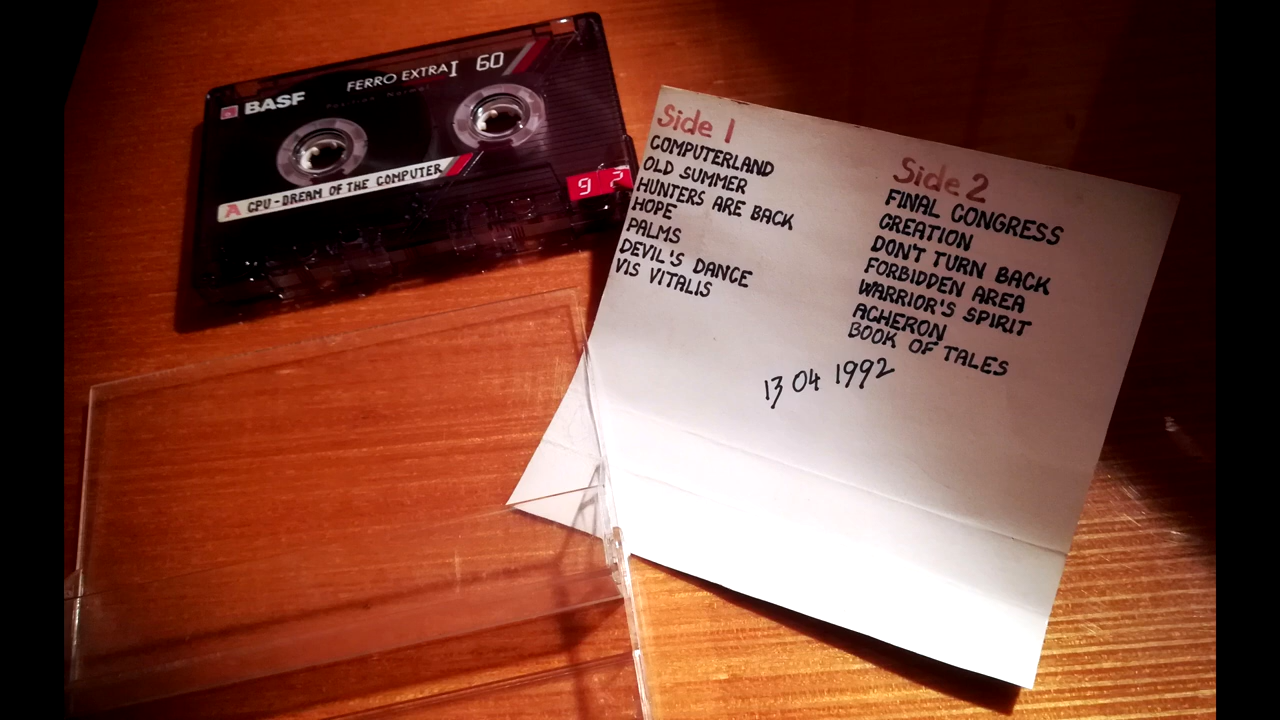 BASF
FERRO EXTRA I 60
A CPU - DREAM OF THE COMPUTER
92
Side 1
COMPUTERLAND
OLD SUMMER
HUNTERS ARE BACK
HOPE
PALMS
DEVIL'S DANCE
VIS VITALIS
Side 2
FINAL CONGRESS
CREATION
DON'T TURN BACK
FORBIDDEN AREA
WARRIOR'S SPIRIT
ACHERON
BOOK OF TALES
13 04 1992